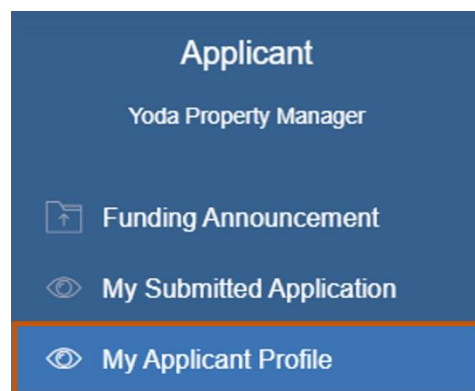 Applicant
Yoda Property Manager
Funding Announcement
My Submitted Application
My Applicant Profile